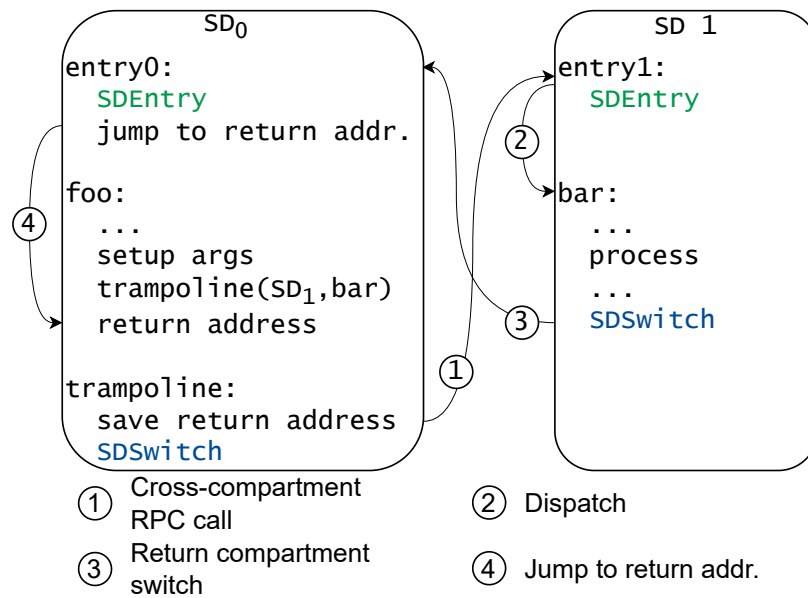 SD₀
entry0:
SDEntry
jump to return addr.
foo:
...
setup args
trampoline(SD₁,bar)
return address
trampoline:
save return address
SDSwitch
4
1
3
2
SD 1
entry1:
SDEntry
bar:
...
process
...
SDSwitch
1 Cross-compartment
RPC call
2 Dispatch
3 Return compartment
switch
4 Jump to return addr.